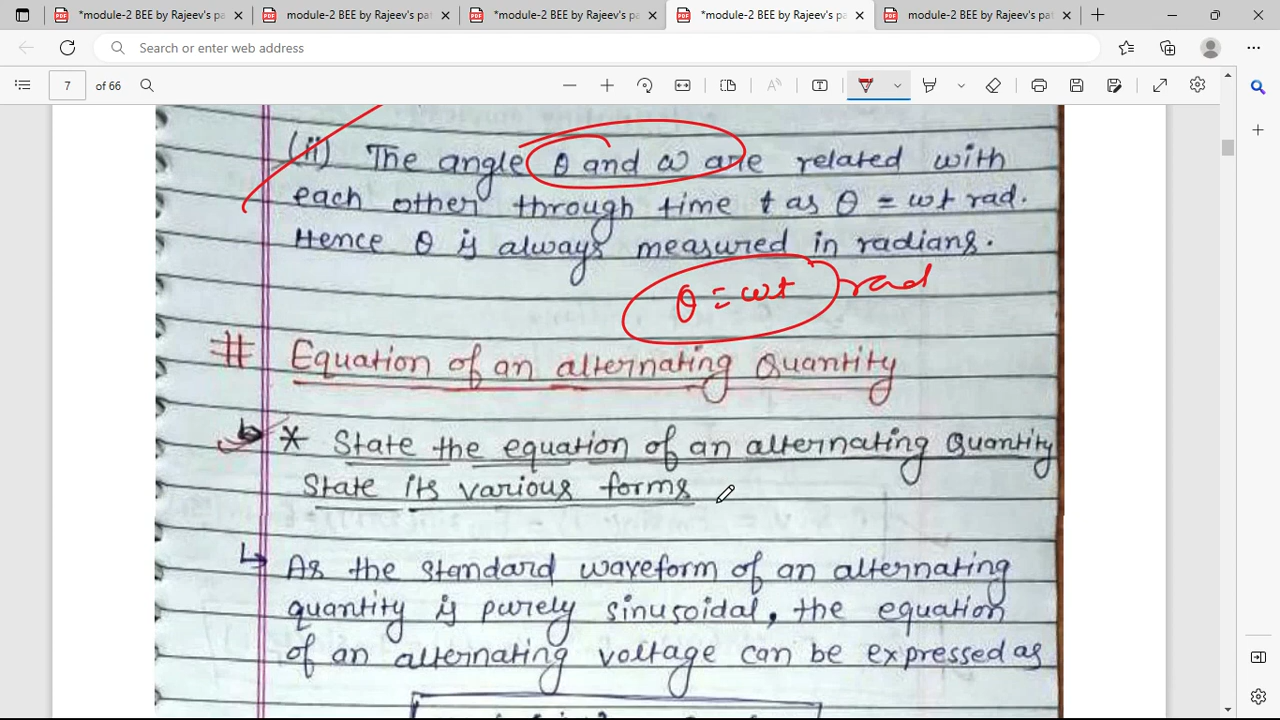 *module-2 BEE by Rajeev's pa
module-2 BEE by Rajeev's pat
*module-2 BEE by Rajeev's pa
*module-2 BEE by Rajeev's pa
module-2 BEE by Rajeev's pat
Search or enter web address
7 of 66
(ii) The angle θ and ω are related with
each other through time t as θ = ωt rad.
Hence θ is always measured in radians.
θ = ωt rad
# Equation of an alternating Quantity
* State the equation of an alternating Quantity
State its various forms
As the standard waveform of an alternating
quantity is purely sinusoidal, the equation
of an alternating voltage can be expressed as